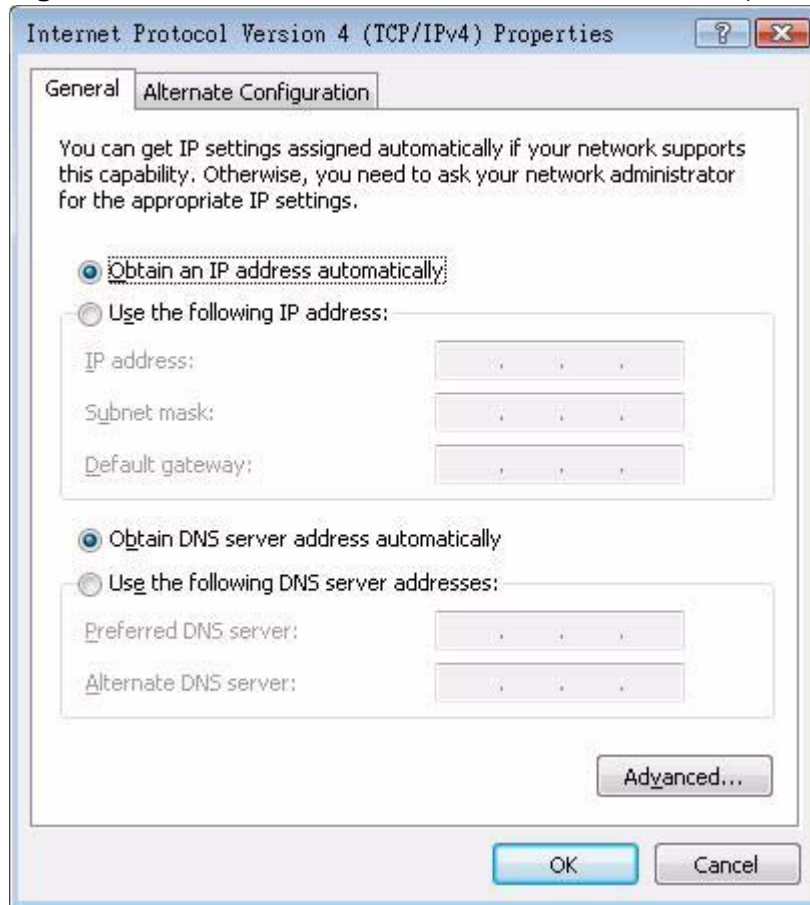 Internet Protocol Version 4 (TCP/IPv4) Properties
General
Alternate Configuration
You can get IP settings assigned automatically if your network supports
this capability. Otherwise, you need to ask your network administrator
for the appropriate IP settings.
Obtain an IP address automatically
Use the following IP address:
IP address:
Subnet mask:
Default gateway:
Obtain DNS server address automatically
Use the following DNS server addresses:
Preferred DNS server:
Alternate DNS server:
Advanced...
OK
Cancel